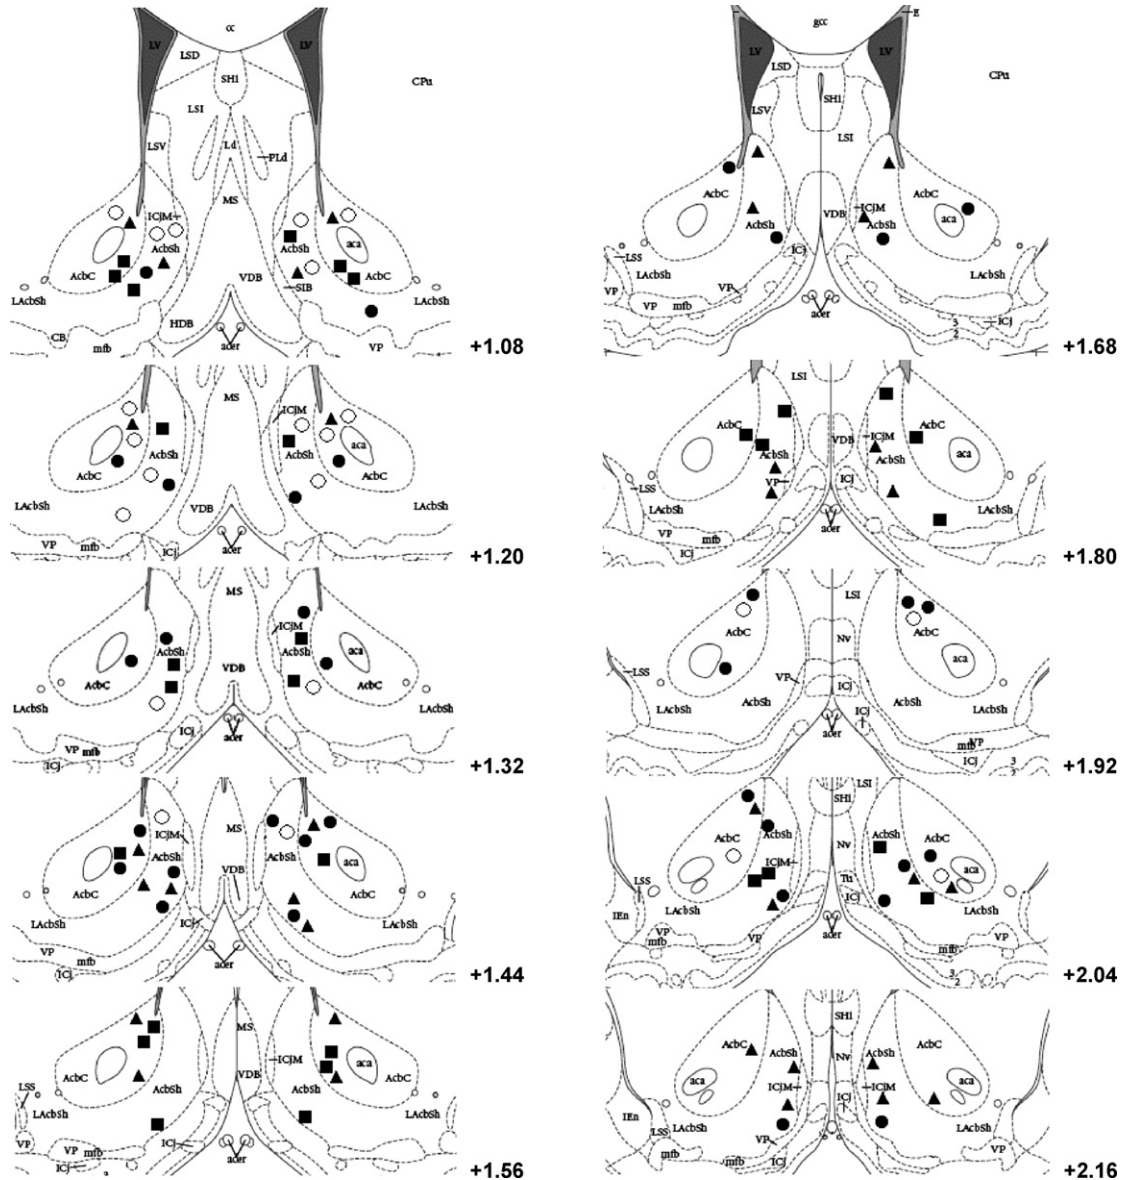 cc
LV
LV
LSD
SHi
CPu
LSI
LSV
Ld
PLd
MS
ICjM
AcbSh
AcbSh
aca
AcbC
AcbC
VDB
SIB
LAcbSh
LAcbSh
HDB
CB
mfb
acer
VP
+1.08
MS
ICjM
AcbSh
aca
AcbC
AcbC
LAcbSh
LAcbSh
VDB
VP
mfb
ICj
acer
+1.20
MS
ICjM
AcbSh
AcbSh
aca
VDB
AcbC
AcbC
LAcbSh
LAcbSh
ICj
VP
mfb
acer
ICj
+1.32
MS
ICjM
AcbSh
AcbSh
aca
VDB
AcbC
AcbC
LAcbSh
LAcbSh
ICj
VP
mfb
acer
ICj
+1.44
MS
ICjM
aca
AcbC
VDB
AcbC
AcbSh
AcbSh
LSS
LAcbSh
LAcbSh
VP
VP
mfb
ICj
acer
ICj
+1.56
gcc
E
LV
LV
LSD
CPu
SHi
LSV
LSI
AcbC
AcbC
ICjM
VDB
aca
AcbSh
AcbSh
ICj
LSS
LAcbSh
LAcbSh
VP
VP
VP
mfb
acer
3
2
ICj
+1.68
LSI
AcbC
AcbC
VDB
ICjM
AcbSh
AcbSh
aca
VP
ICj
LSS
LAcbSh
LAcbSh
VP
mfb
acer
ICj
+1.80
LSI
AcbC
AcbC
Nv
aca
LSS
VP
ICj
AcbSh
LAcbSh
LAcbSh
ICj
acer
mfb
VP
ICj
3
+1.92
LSI
SHi
AcbC
AcbSh
AcbSh
AcbC
Nv
ICjM
aca
LSS
Tu
ICj
IEn
LAcbSh
LAcbSh
VP
mfb
VP
acer
mfb
VP
3
2
+2.04
SHi
AcbC
AcbSh
Nv
AcbC
aca
aca
ICjM
ICjM
ICj
IEn
LSS
LAcbSh
LAcbSh
VP
mfb
mfb
ICj
VP
+2.16